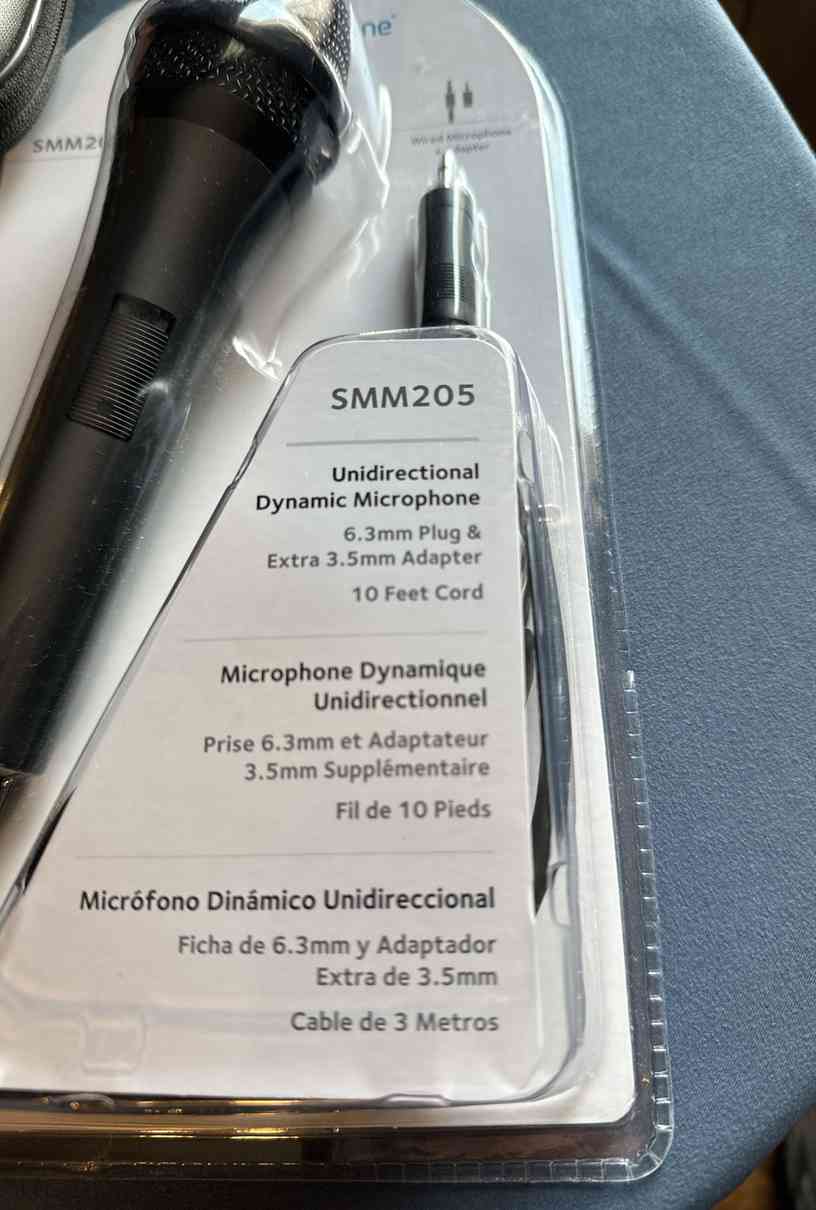 ne
SMM20
Wired Microphone
SMM205
Unidirectional
Dynamic Microphone
6.3mm Plug &
Extra 3.5mm Adapter
10 Feet Cord
Microphone Dynamique
Unidirectionnel
Prise 6.3mm et Adaptateur
3.5mm Supplémentaire
Fil de 10 Pieds
Micrófono Dinámico Unidireccional
Ficha de 6.3mm y Adaptador
Extra de 3.5mm
Cable de 3 Metros